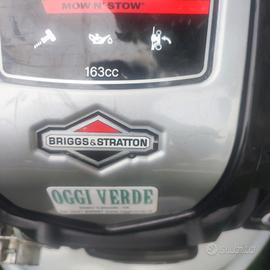 MOW N' STOW®
163cc
BRIGGS&STRATTON
OGGI VERDE